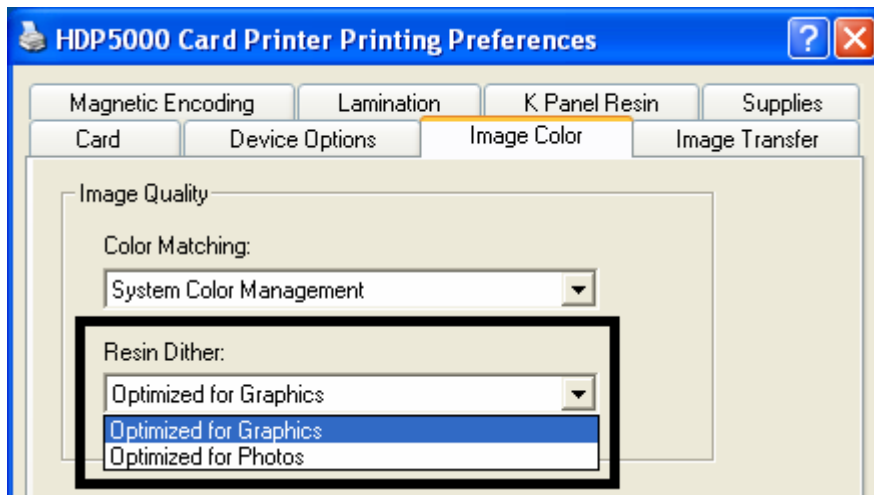 HDP5000 Card Printer Printing Preferences
Magnetic Encoding Lamination K Panel Resin Supplies
Card Device Options Image Color Image Transfer
Image Quality
Color Matching:
System Color Management
Resin Dither:
Optimized for Graphics
Optimized for Graphics
Optimized for Photos